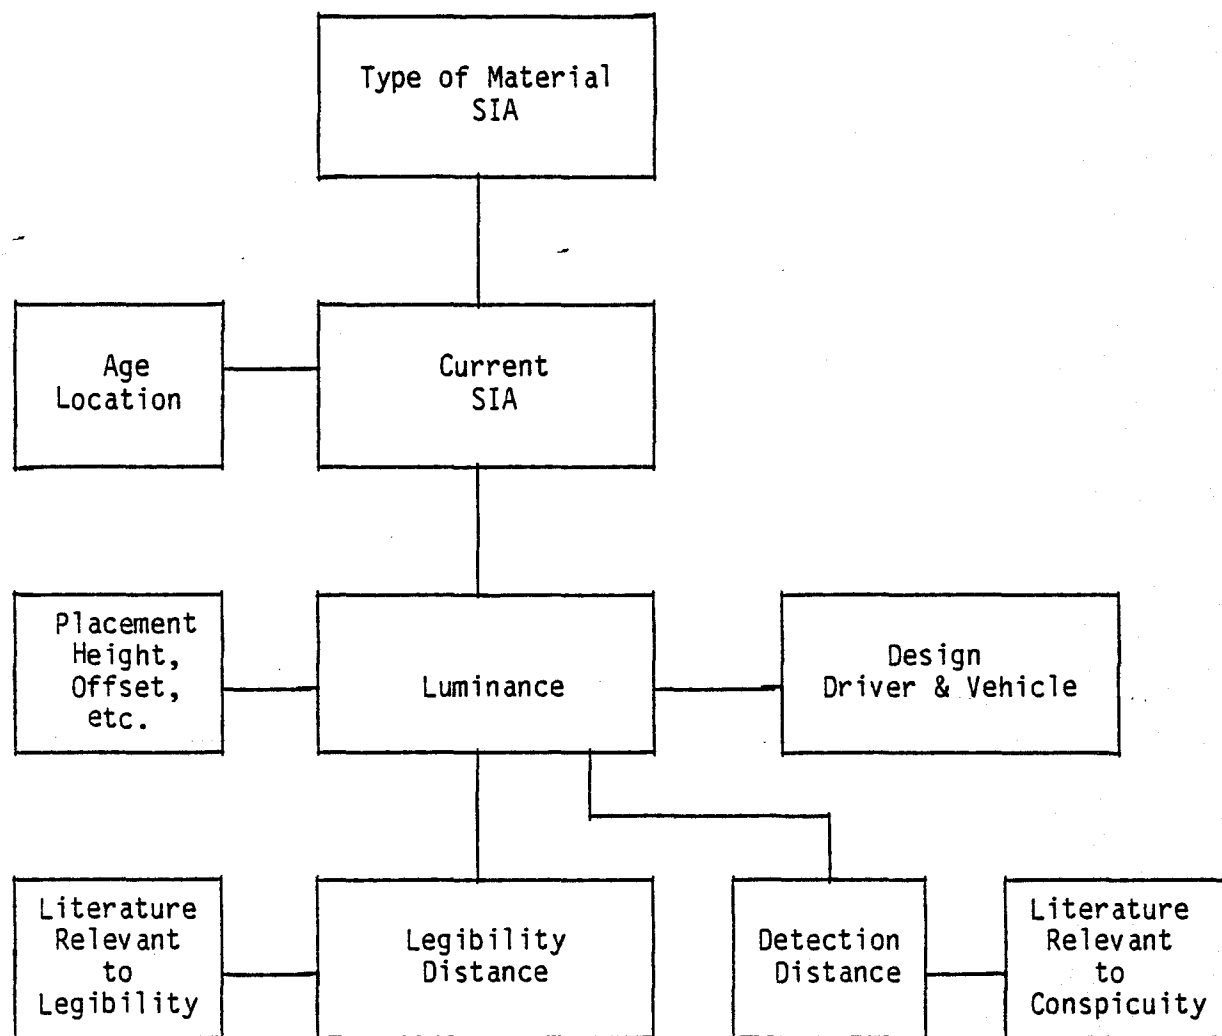 Type of Material
SIA
Age
Location
Current
SIA
Placement
Height,
Offset,
etc.
Luminance
Design
Driver & Vehicle
Literature
Relevant
to
Legibility
Legibility
Distance
Detection
Distance
Literature
Relevant
to
Conspicuity